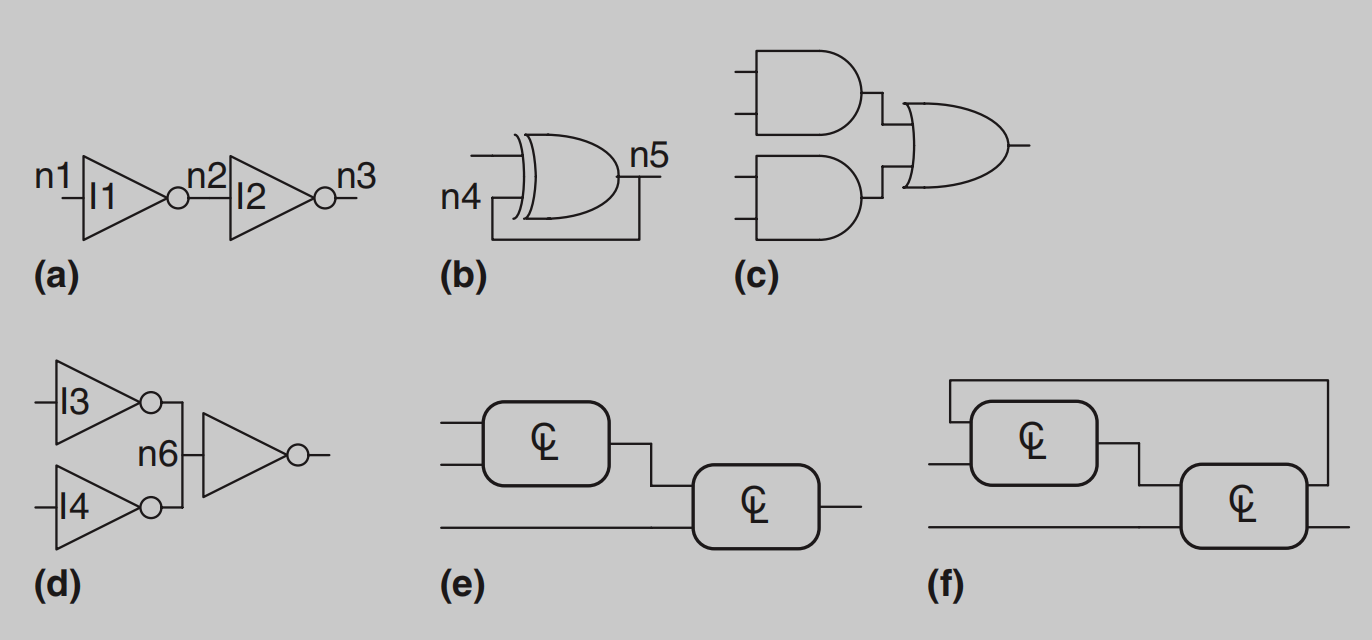 n1 I1 n2 I2 n3
(a)
n4 n5
(b)
(c)
I3
I4
n6
(d)
CL
CL
(e)
CL
CL
(f)